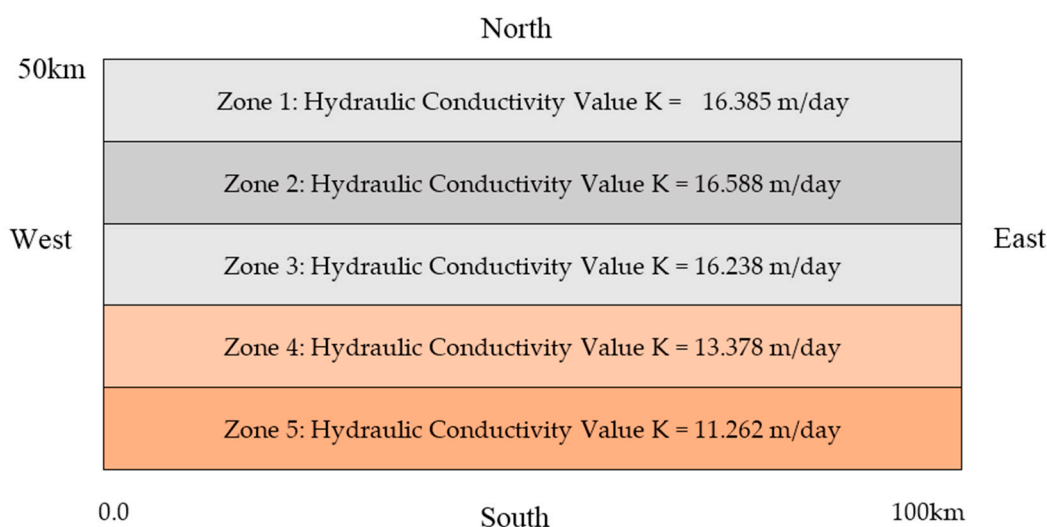 North
50km
Zone 1: Hydraulic Conductivity Value K = 16.385 m/day
Zone 2: Hydraulic Conductivity Value K = 16.588 m/day
West
East
Zone 3: Hydraulic Conductivity Value K = 16.238 m/day
Zone 4: Hydraulic Conductivity Value K = 13.378 m/day
Zone 5: Hydraulic Conductivity Value K = 11.262 m/day
0.0
South
100km